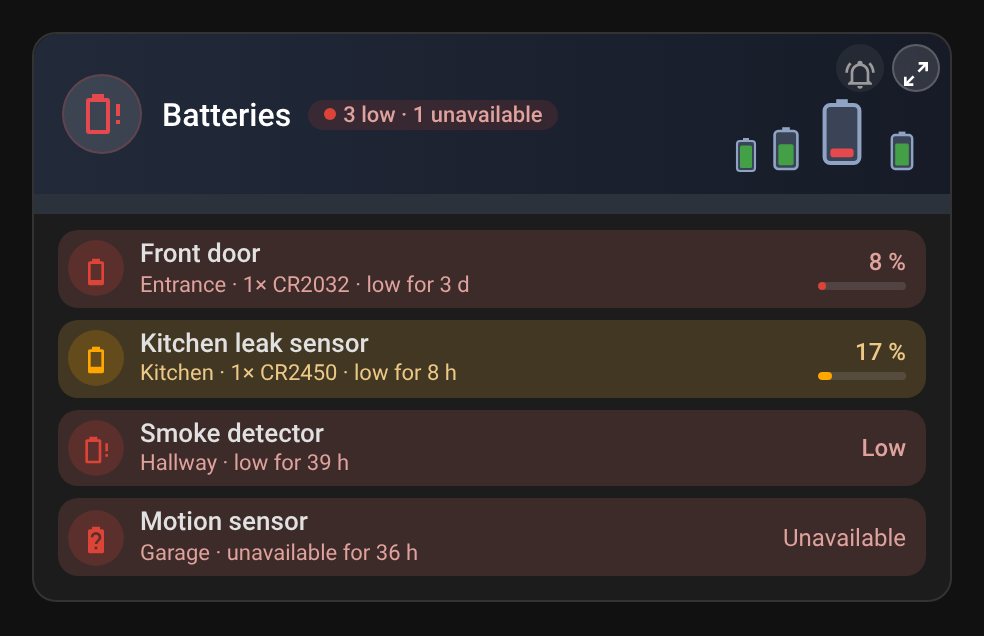 Batteries
3 low · 1 unavailable
Front door
8 %
Entrance · 1× CR2032 · low for 3 d
Kitchen leak sensor
17 %
Kitchen · 1× CR2450 · low for 8 h
Smoke detector
Low
Hallway · low for 39 h
Motion sensor
Unavailable
Garage · unavailable for 36 h